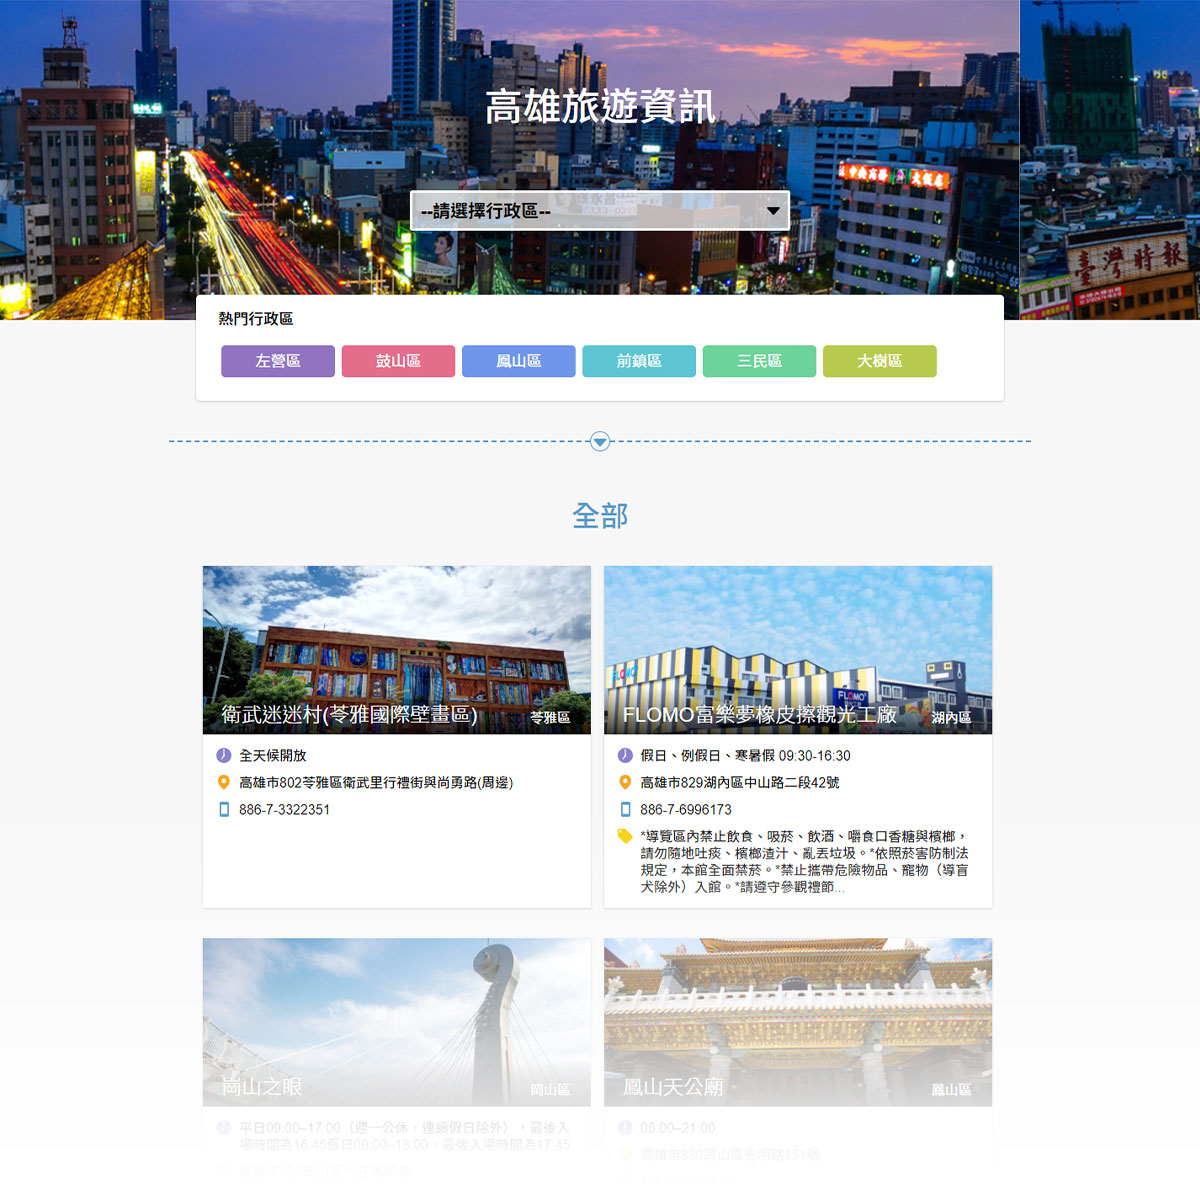 高雄旅遊資訊
--請選擇行政區--
臺灣時報
大飯店
熱門行政區
左營區
鼓山區
鳳山區
前鎮區
三民區
大樹區
全部
FLOMO
FLOMO
衛武迷迷村(苓雅國際壁畫區)
苓雅區
FLOMO富樂夢橡皮擦觀光工廠
湖內區
全天候開放
高雄市802苓雅區衛武里行禮街與尚勇路(周邊)
886-7-3322351
假日、例假日、寒暑假 09:30-16:30
高雄市829湖內區中山路二段42號
886-7-6996173
*導覽區內禁止飲食、吸菸、飲酒、嚼食口香糖與檳榔，
請勿隨地吐痰、檳榔渣汁、亂丟垃圾。*依照菸害防制法
規定，本館全面禁菸。*禁止攜帶危險物品、寵物（導盲
犬除外）入館。*請遵守參觀禮節...
崗山之眼
岡山區
鳳山天公廟
鳳山區
平日09:00–17:00（週一公休，連續假日除外），最後入
場時間為16:45假日09:00–18:00，最後入場時間為17:45
05:00–21:00
高雄市830鳳山區光明路151號